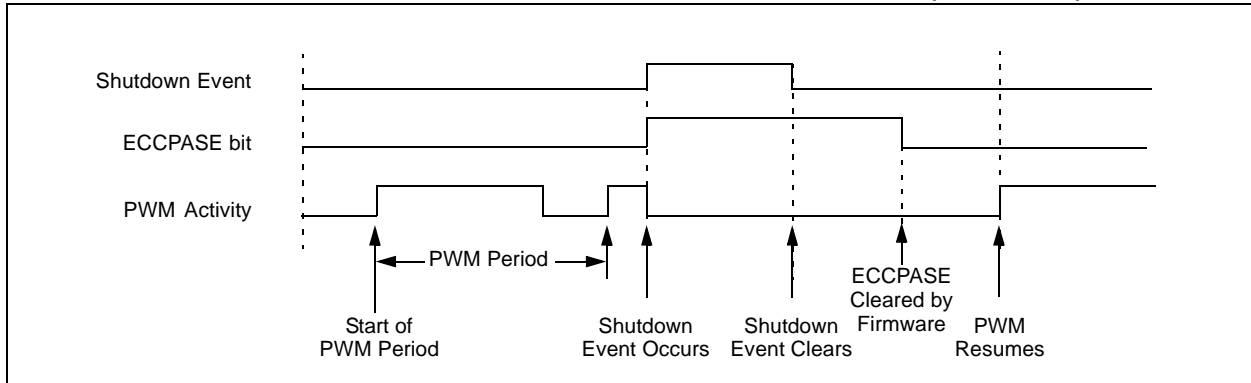 Shutdown Event
ECCPASE bit
PWM Activity
PWM Period
Start of
PWM Period
Shutdown
Event Occurs
Shutdown
Event Clears
ECCPASE
Cleared by
Firmware
PWM
Resumes